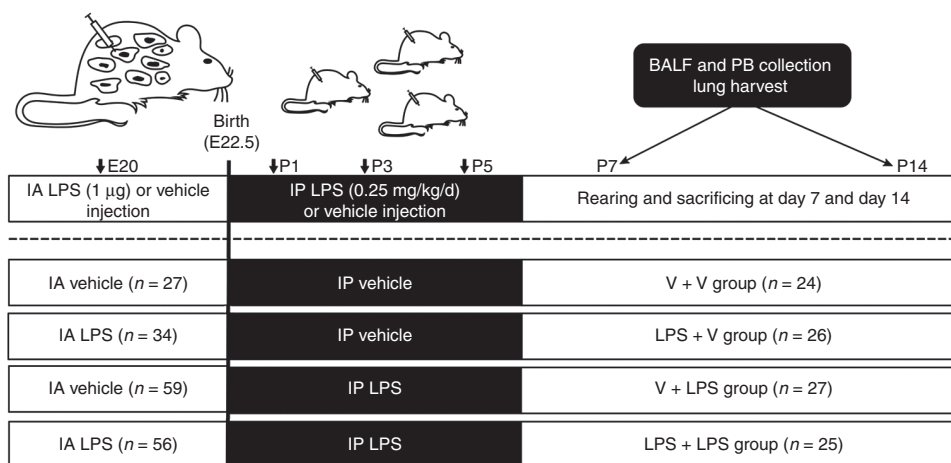 BALF and PB collection
lung harvest
Birth
(E22.5)
E20
P1
P3
P5
P7
P14
IA LPS (1 μg) or vehicle
injection
IP LPS (0.25 mg/kg/d)
or vehicle injection
Rearing and sacrificing at day 7 and day 14
IA vehicle (n = 27)
IP vehicle
V + V group (n = 24)
IA LPS (n = 34)
IP vehicle
LPS + V group (n = 26)
IA vehicle (n = 59)
IP LPS
V + LPS group (n = 27)
IA LPS (n = 56)
IP LPS
LPS + LPS group (n = 25)